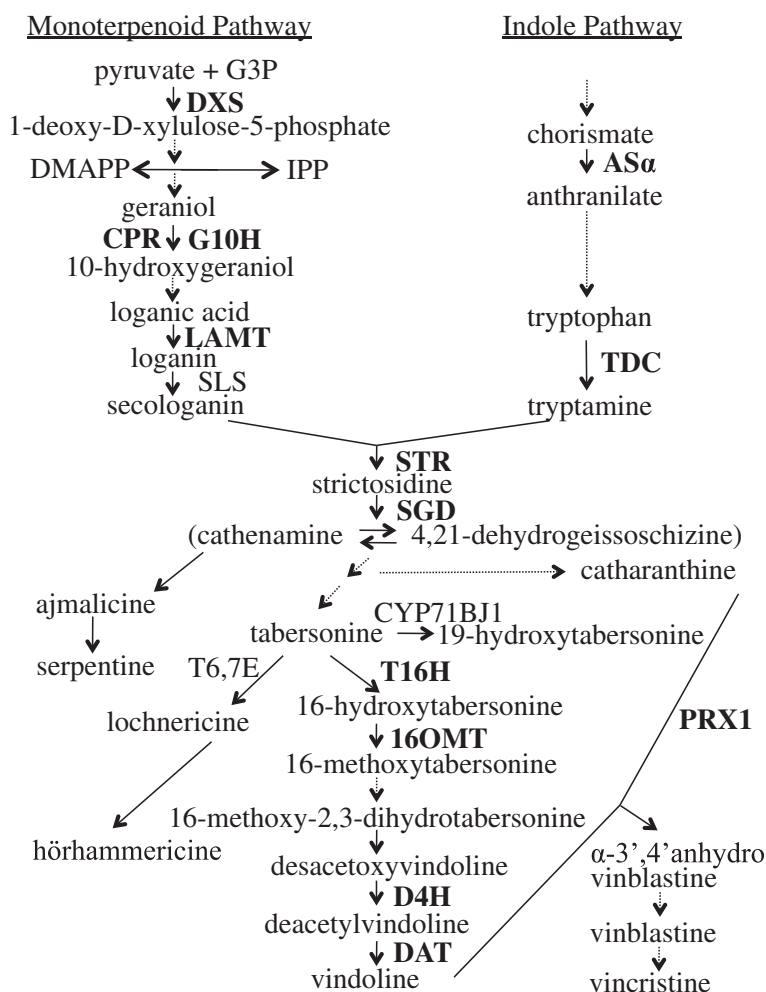 Monoterpenoid Pathway
Indole Pathway
pyruvate + G3P
DXS
1-deoxy-D-xylulose-5-phosphate
DMAPP
IPP
geraniol
CPR
G10H
10-hydroxygeraniol
loganic acid
LAMT
loganin
SLS
secologanin
chorismate
ASα
anthranilate
tryptophan
TDC
tryptamine
STR
strictosidine
SGD
(cathenamine
4,21-dehydrogeissoschizine)
catharanthine
ajmalicine
serpentine
tabersonine
CYP71BJ1
19-hydroxytabersonine
T6,7E
lochnericine
hörhammericine
T16H
16-hydroxytabersonine
16OMT
16-methoxytabersonine
16-methoxy-2,3-dihydrotabersonine
desacetoxyvindoline
D4H
deacetylvindoline
DAT
vindoline
PRX1
α-3’,4’anhydro
vinblastine
vinblastine
vincristine